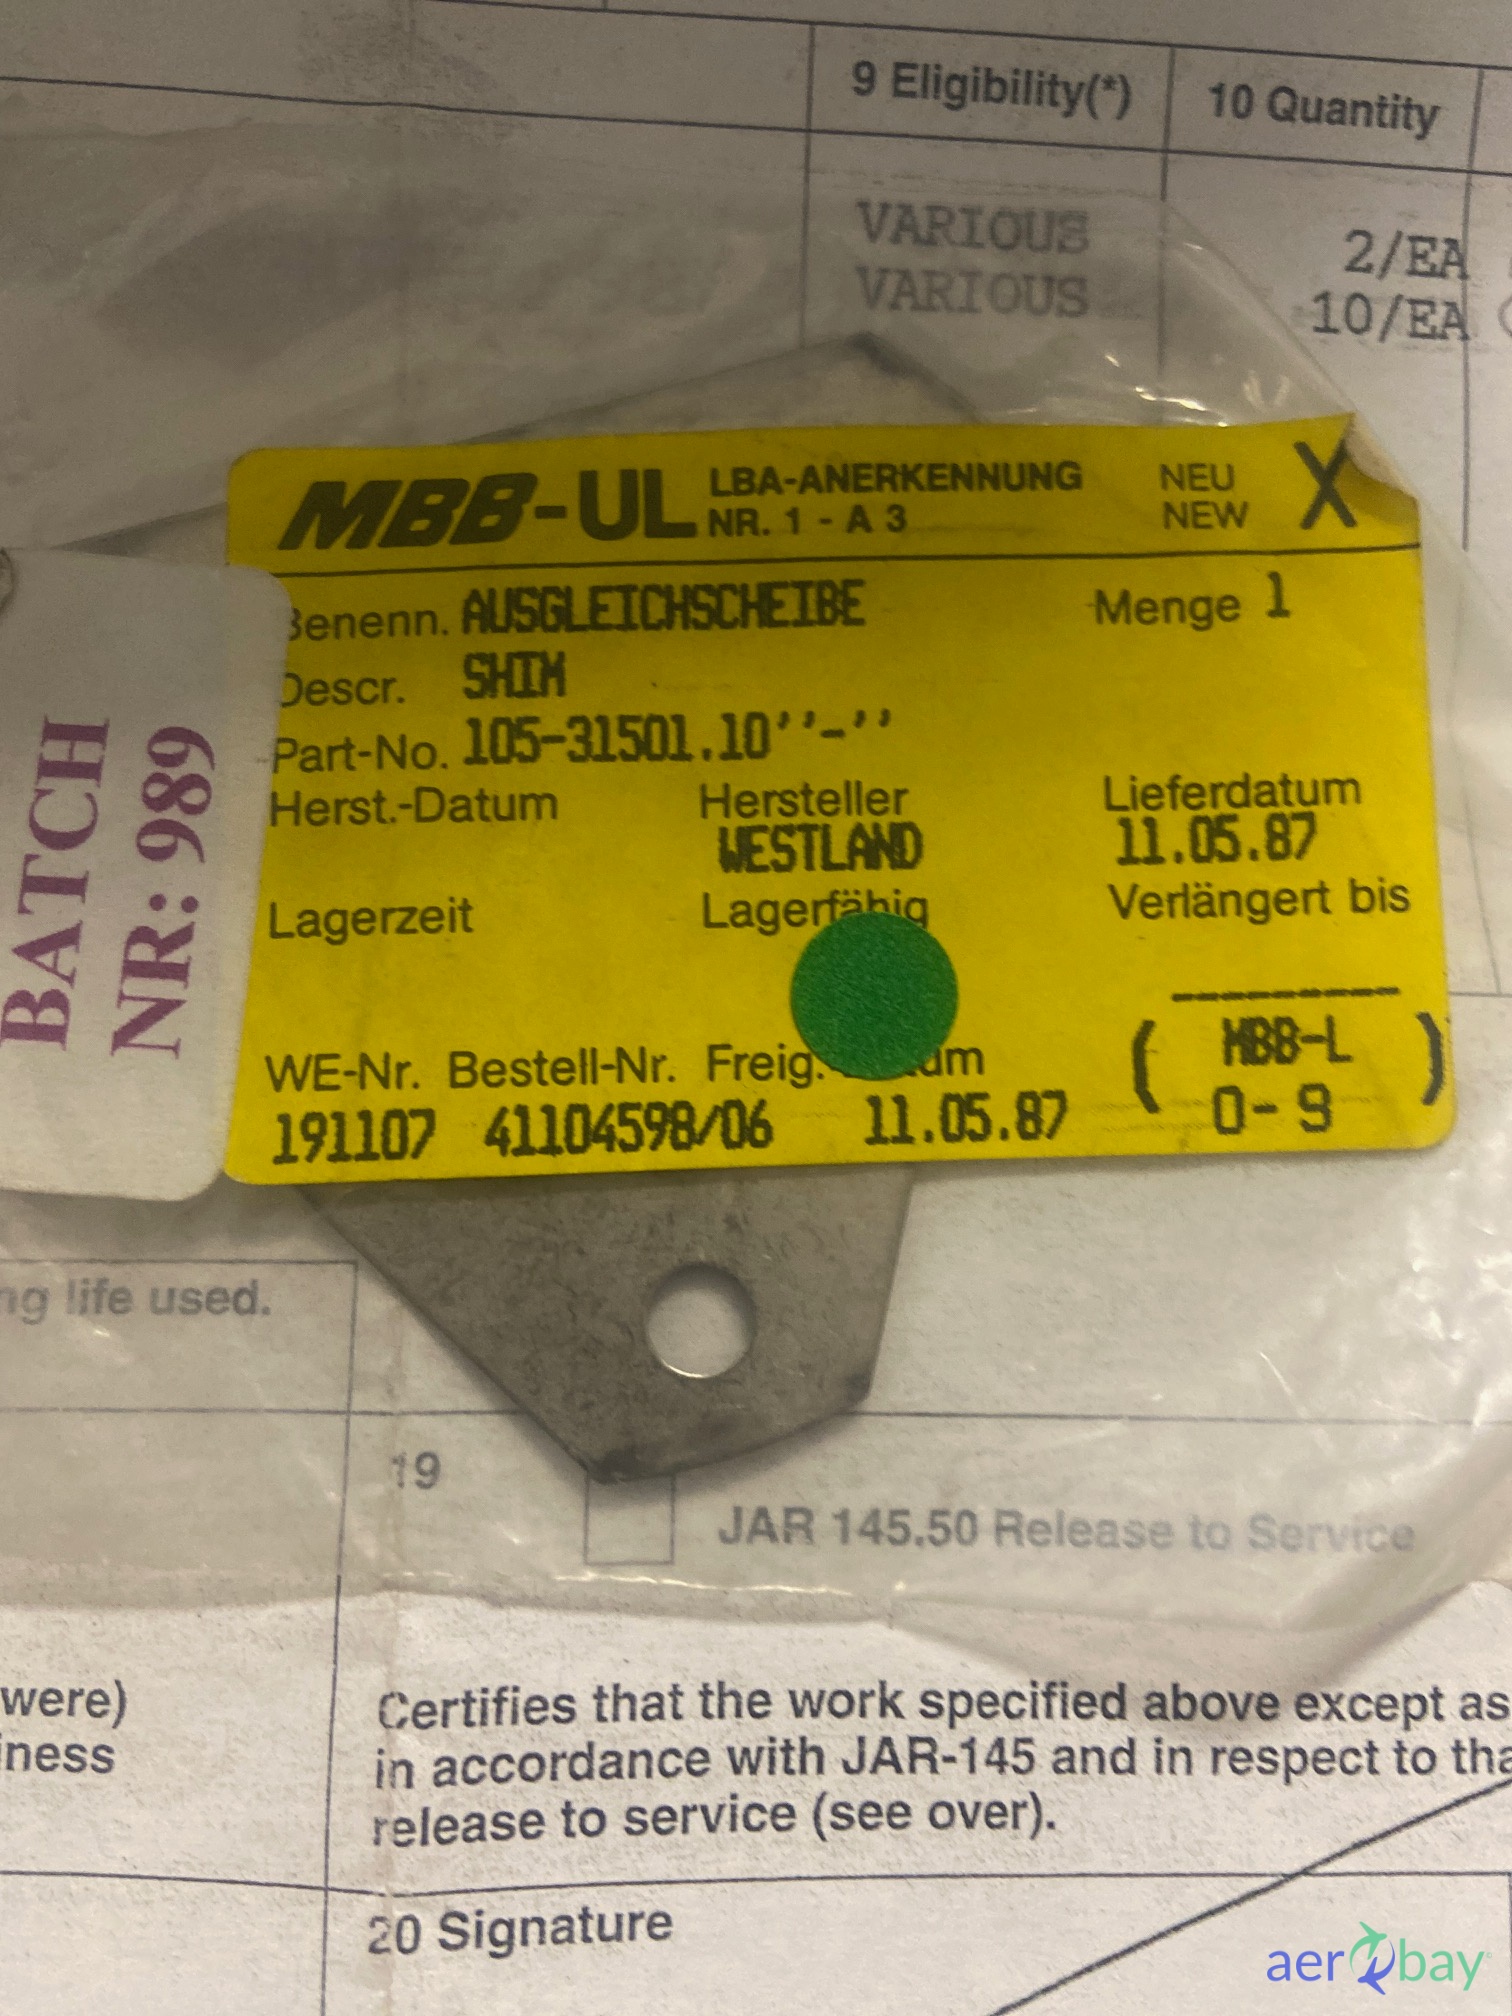 9 Eligibility(*) 10 Quantity
VARIOUS 2/EA
VARIOUS 10/EA
MBB-UL LBA-ANERKENNUNG NR. 1 - A 3 NEU NEW X
Benenn. AUSGLEICHSCHEIBE Menge 1
Descr. SHIM
Part-No. 105-31501.10''-''
Herst.-Datum Hersteller Lieferdatum
WESTLAND 11.05.87
Lagerzeit Lagerfähig Verlängert bis
WE-Nr. Bestell-Nr. Freig. ( MBB-L )
191107 41104598/06 11.05.87 0-9
BATCH
NR: 989
life used.
19
JAR 145.50 Release to Service
were)
Certifies that the work specified above except as
in accordance with JAR-145 and in respect to
release to service (see over).
20 Signature
aerobay